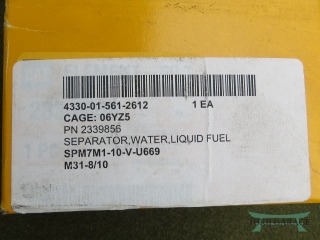 4330-01-561-2612 1 EA
CAGE: 06YZ5
PN 2339856
SEPARATOR,WATER,LIQUID FUEL
SPM7M1-10-V-U669
M31-8/10